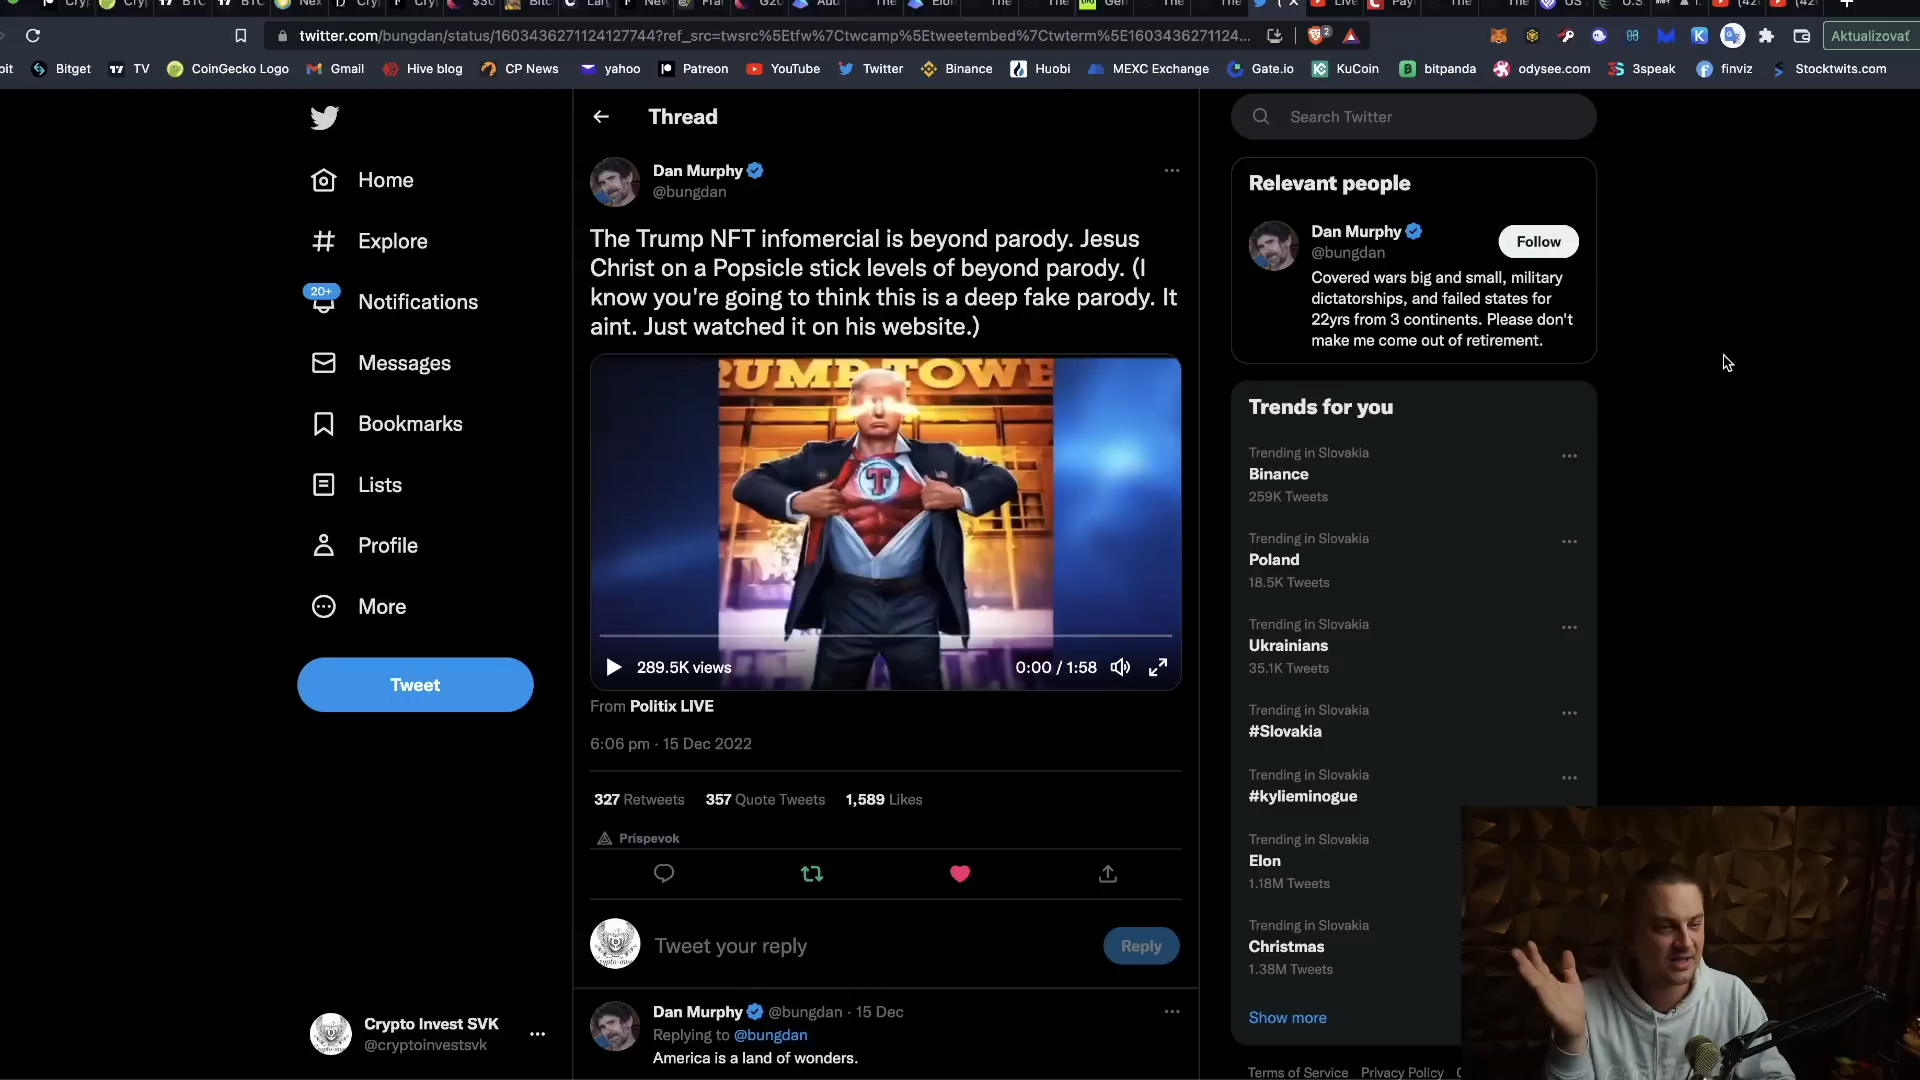 twitter.com/bungdan/status/1603436271124127744?ref_src=twsrc%5Etfw%7Ctwcamp%5Etweetembed%7Ctwterm%5E1603436271124...
2
Aktualizovať
Bitget
TV
CoinGecko Logo
Gmail
Hive blog
CP News
yahoo
Patreon
YouTube
Twitter
Binance
Huobi
MEXC Exchange
Gate.io
KuCoin
bitpanda
odysee.com
3speak
finviz
Stocktwits.com
Home
Explore
20+
Notifications
Messages
Bookmarks
Lists
Profile
More
Tweet
Crypto Invest SVK
@cryptoinvestsvk
Thread
Dan Murphy
@bungdan
The Trump NFT infomercial is beyond parody. Jesus
Christ on a Popsicle stick levels of beyond parody. (I
know you're going to think this is a deep fake parody. It
aint. Just watched it on his website.)
RUMP TOWE
T
289.5K views
0:00 / 1:58
From Politix LIVE
6:06 pm · 15 Dec 2022
327 Retweets 357 Quote Tweets 1,589 Likes
Príspevok
Tweet your reply
Reply
Dan Murphy @bungdan · 15 Dec
Replying to @bungdan
America is a land of wonders.
Search Twitter
Relevant people
Dan Murphy
@bungdan
Follow
Covered wars big and small, military
dictatorships, and failed states for
22yrs from 3 continents. Please don't
make me come out of retirement.
Trends for you
Trending in Slovakia
Binance
259K Tweets
Trending in Slovakia
Poland
18.5K Tweets
Trending in Slovakia
Ukrainians
35.1K Tweets
Trending in Slovakia
#Slovakia
Trending in Slovakia
#kylieminogue
Trending in Slovakia
Elon
1.18M Tweets
Trending in Slovakia
Christmas
1.38M Tweets
Show more
Terms of Service Privacy Policy